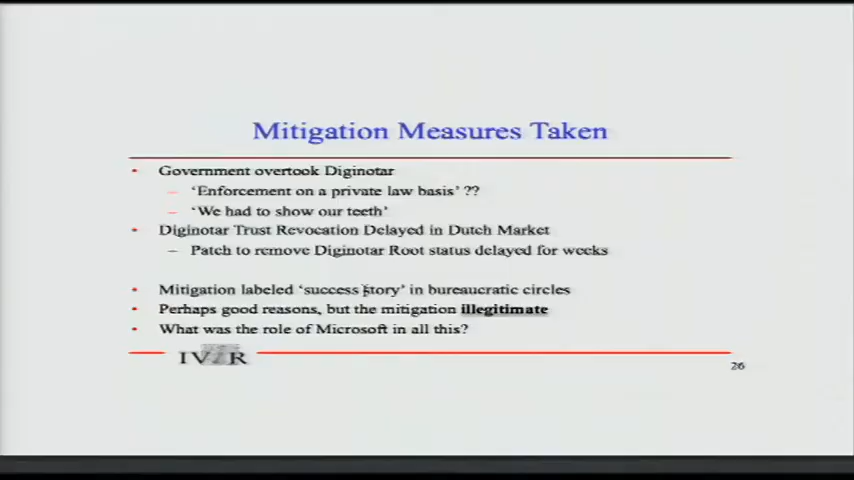 Mitigation Measures Taken
• Government overtook Diginotar
– 'Enforcement on a private law basis' ??
– 'We had to show our teeth'
• Diginotar Trust Revocation Delayed in Dutch Market
– Patch to remove Diginotar Root status delayed for weeks
• Mitigation labeled 'success story' in bureaucratic circles
• Perhaps good reasons, but the mitigation illegitimate
• What was the role of Microsoft in all this?
IViR
26